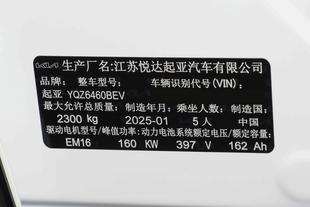 KIA 生产厂名:江苏悦达起亚汽车有限公司
品牌: 整车型号: 车辆识别代号(VIN):
起亚 YQZ6460BEV
最大允许总质量: 制造年月: 乘坐人数: 制造国:
2300 kg 2025-01 5人 中国
驱动电机型号/峰值功率:动力电池系统额定电压/额定容量:
EM16 160 KW 397 V 162 Ah